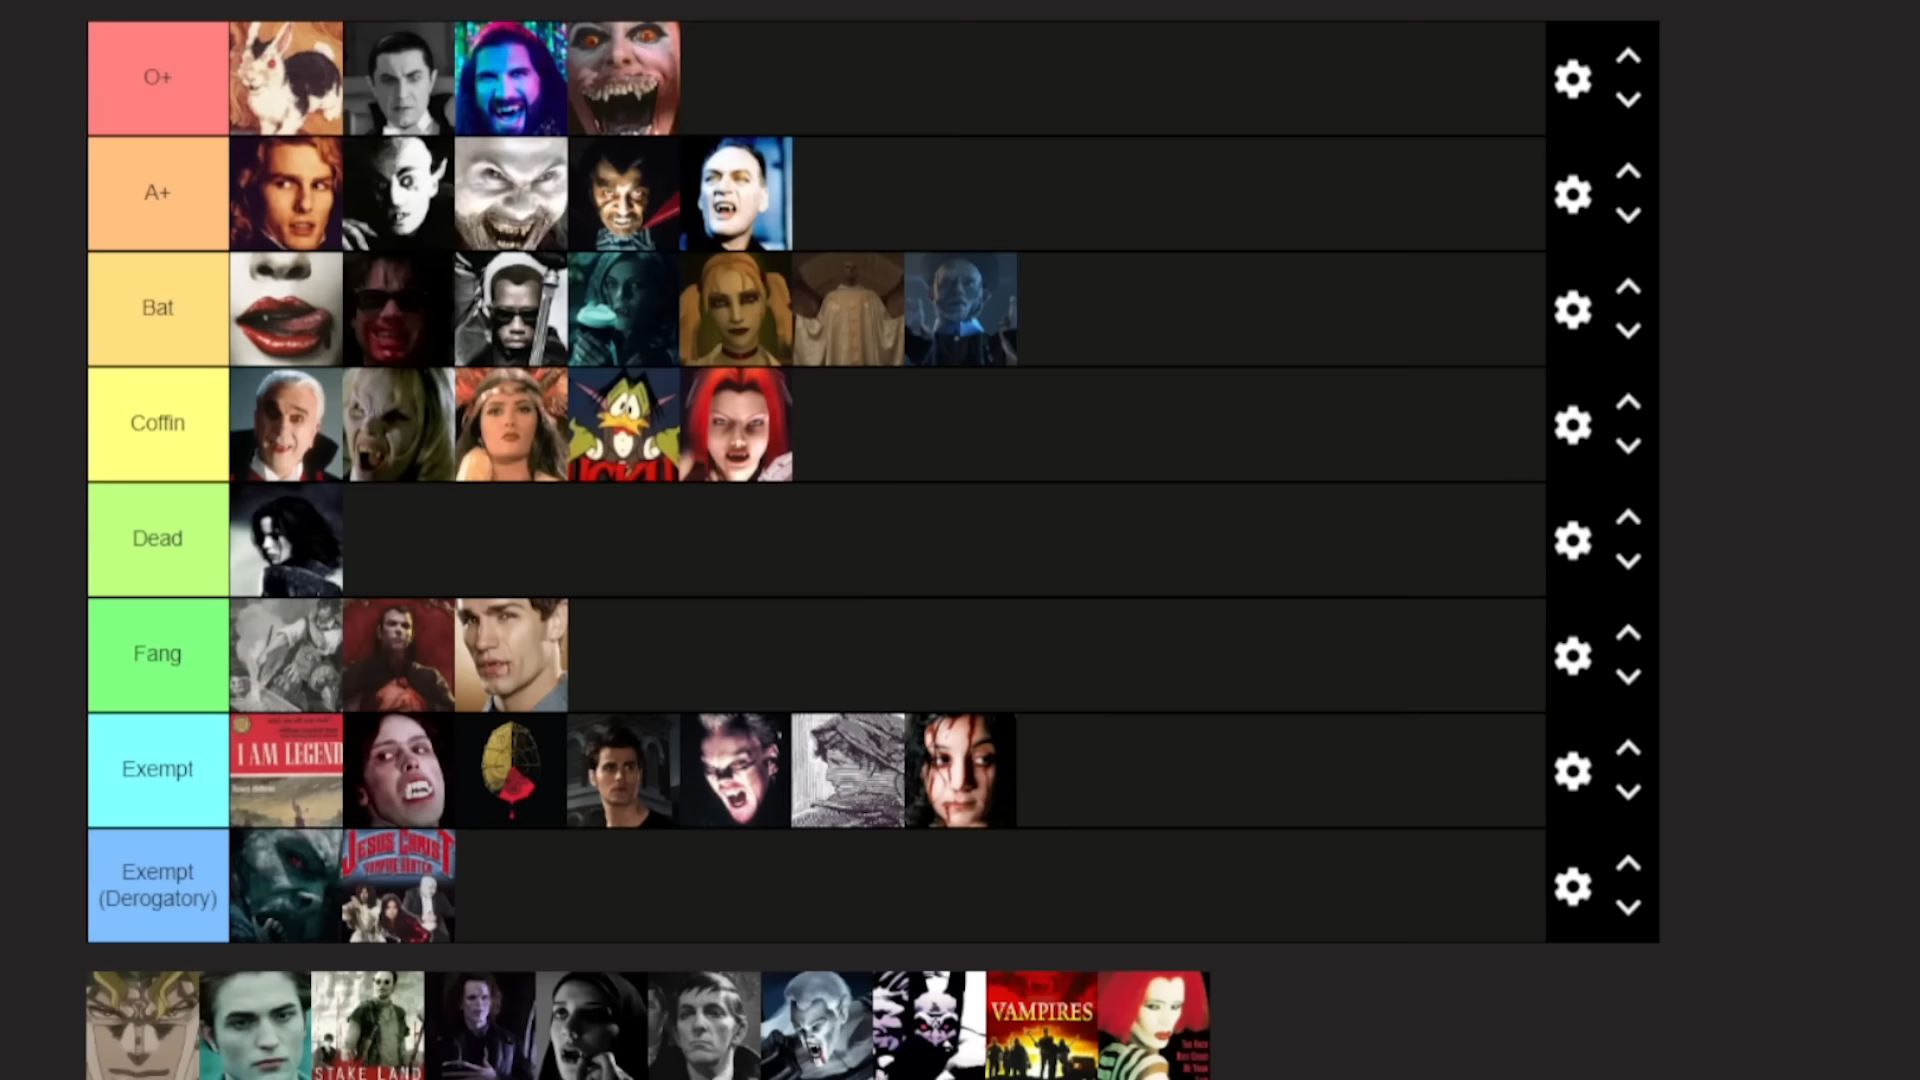 O+
A+
Bat
Coffin
Dead
Fang
I AM LEGEND
Exempt
Exempt
(Derogatory)
JESUS CHRIST
VAMPIRE HUNTER
STAKE LAND
VAMPIRES